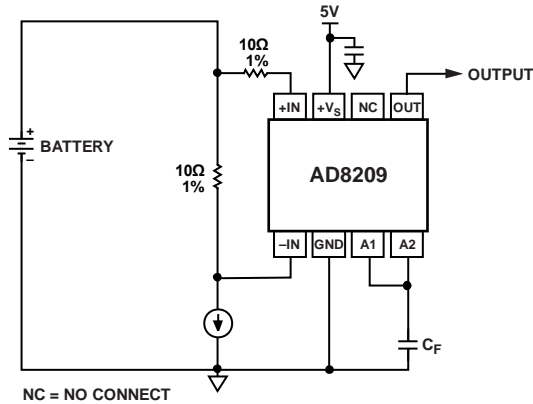 5V
10Ω
1%
OUTPUT
+IN
+VS
NC
OUT
+
BATTERY
–
10Ω
1%
AD8209
–IN
GND
A1
A2
CF
NC = NO CONNECT